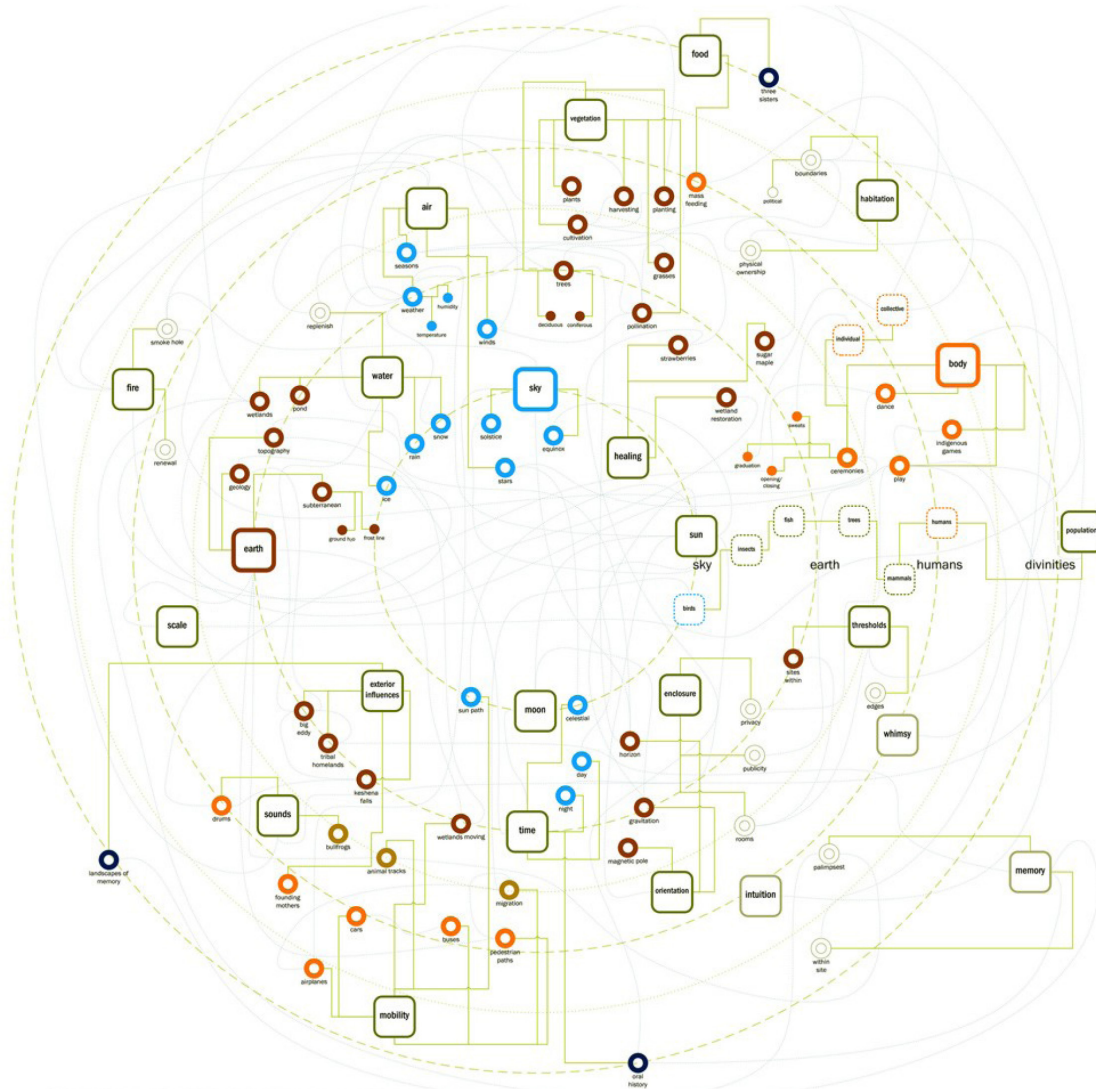 food
three
sisters
vegetation
boundaries
political
habitation
mass
feeding
plants
harvesting
planting
air
cultivation
seasons
physical
ownership
grasses
trees
weather
humidity
temperature
replenish
deciduous
coniferous
pollination
winds
collective
individual
smoke hole
strawberries
sugar
maple
body
fire
water
sky
dance
wetlands
pond
wetland
restoration
snow
solstice
equinox
indigenous
games
topography
rain
sweats
renewal
healing
graduation
ceremonies
opening/
closing
play
geology
stars
ice
subterranean
ground hux
frost line
fish
trees
humans
earth
sun
insects
population
sky
earth
humans
divinities
mammals
birds
scale
thresholds
sites
within
exterior
influences
enclosure
edges
sun path
moon
celestial
privacy
big
eddy
whimsy
tribal
homelands
horizon
publicity
day
keshena
falls
night
drums
sounds
wetlands moving
time
gravitation
rooms
bullfrogs
landscapes of
memory
animal tracks
magnetic pole
palimpsest
memory
founding
mothers
migration
orientation
intuition
cars
buses
pedestrian
paths
within
site
airplanes
mobility
oral
history